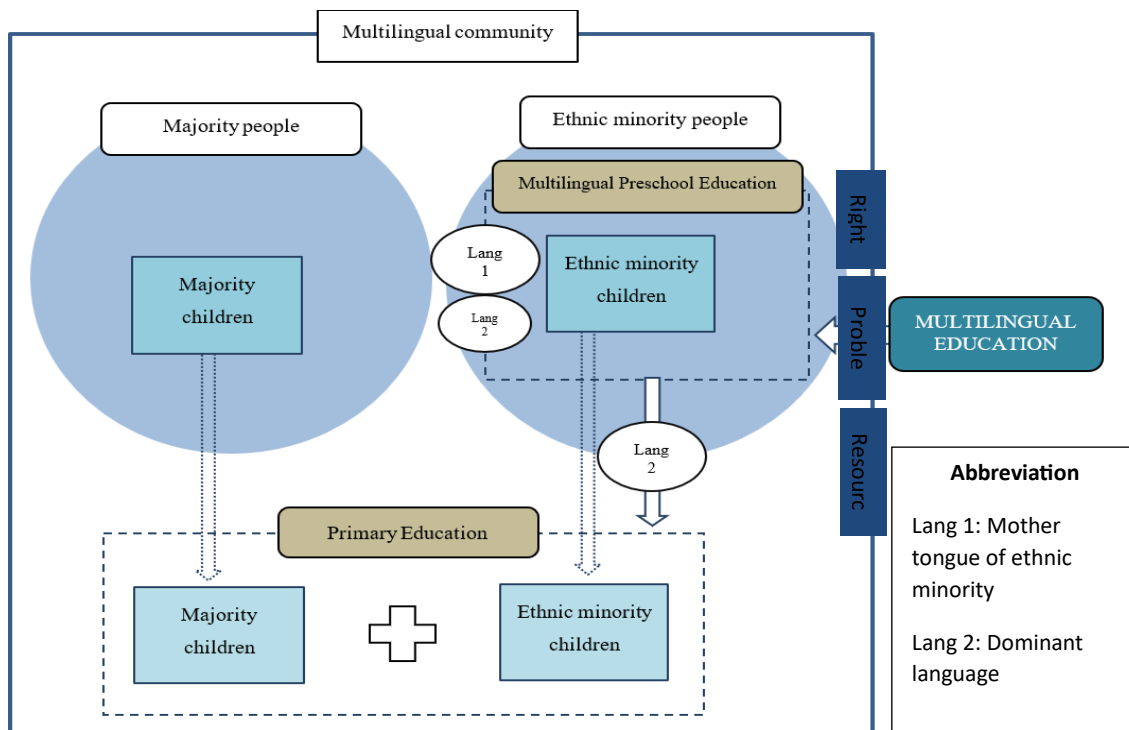 Multilingual community
Majority people
Ethnic minority people
Multilingual Preschool Education
Lang
1
Lang
2
Majority
children
Ethnic minority
children
Right
Proble
Resourc
MULTILINGUAL
EDUCATION
Lang
2
Primary Education
Majority
children
Ethnic minority
children
Abbreviation
Lang 1: Mother
tongue of ethnic
minority
Lang 2: Dominant
language